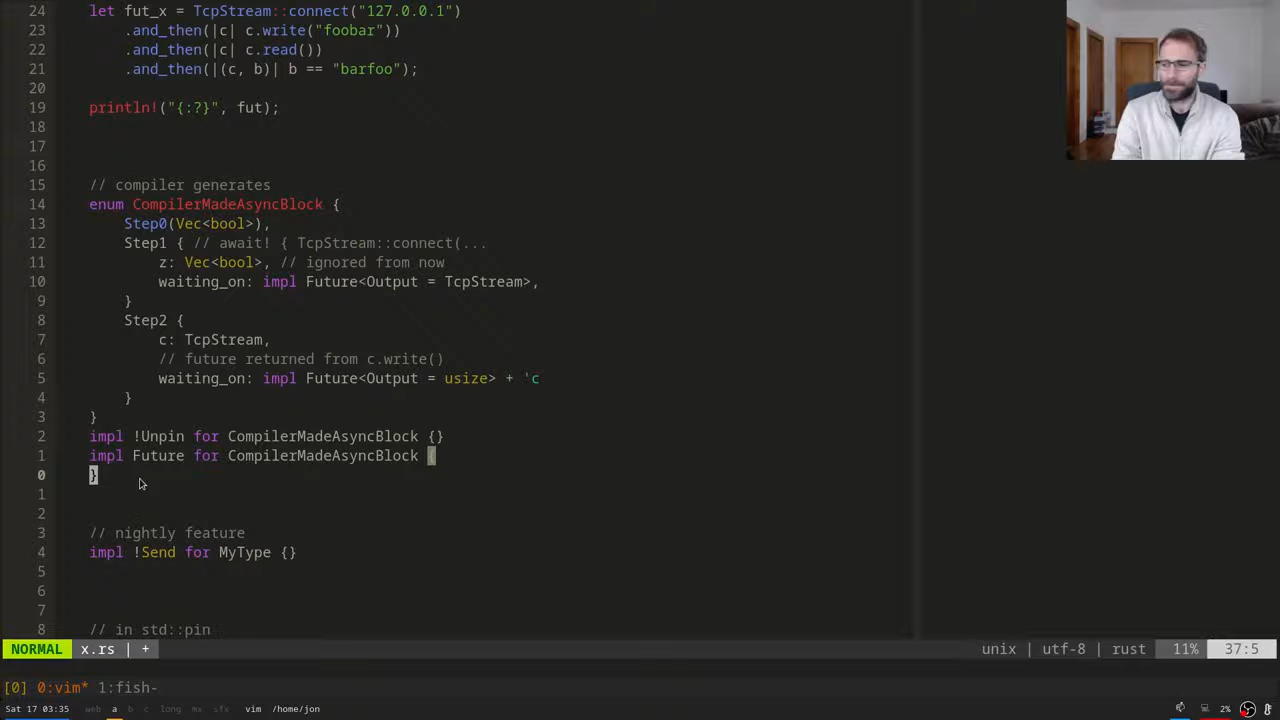 24 let fut_x = TcpStream::connect("127.0.0.1")
23 .and_then(|c| c.write("foobar"))
22 .and_then(|c| c.read())
21 .and_then(|(c, b)| b == "barfoo");
20
19 println!("{:?}", fut);
18
17
16
15 // compiler generates
14 enum CompilerMadeAsyncBlock {
13 Step0(Vec<bool>),
12 Step1 { // await! { TcpStream::connect(...
11 z: Vec<bool>, // ignored from now
10 waiting_on: impl Future<Output = TcpStream>,
9 }
8 Step2 {
7 c: TcpStream,
6 // future returned from c.write()
5 waiting_on: impl Future<Output = usize> + 'c
4 }
3 }
2 impl !Unpin for CompilerMadeAsyncBlock {}
1 impl Future for CompilerMadeAsyncBlock {
0 }
1
2
3 // nightly feature
4 impl !Send for MyType {}
5
6
7
8 // in std::pin
NORMAL x.rs | + unix | utf-8 | rust 11% 37:5
[0] 0:vim* 1:fish-
Sat 17 03:35 web a b c long mx sfx vim /home/jon 2%